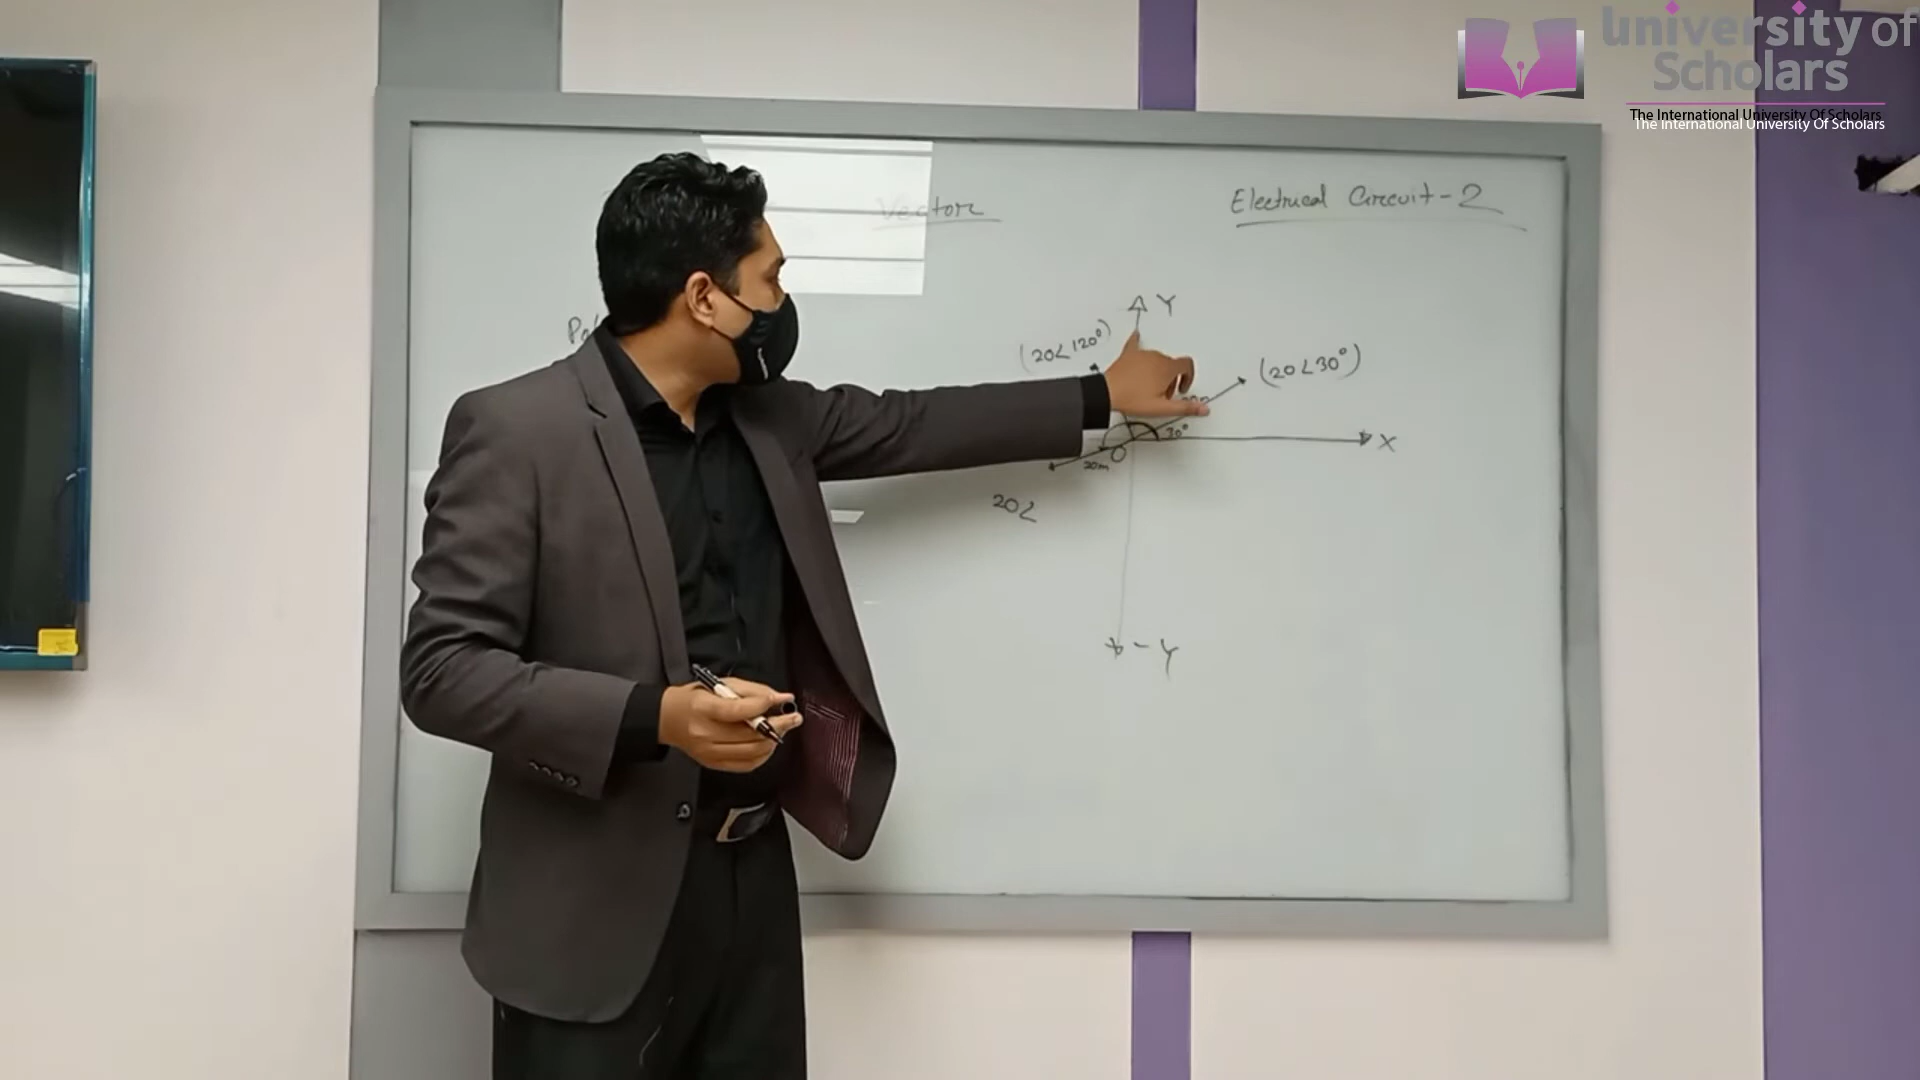 University of
Scholars
The International University Of Scholars
The International University Of Scholars
Vector
Electrical Circuit - 2
Y
(20∠120°)
(20∠30°)
30°
X
O
20m
20∠
- Y